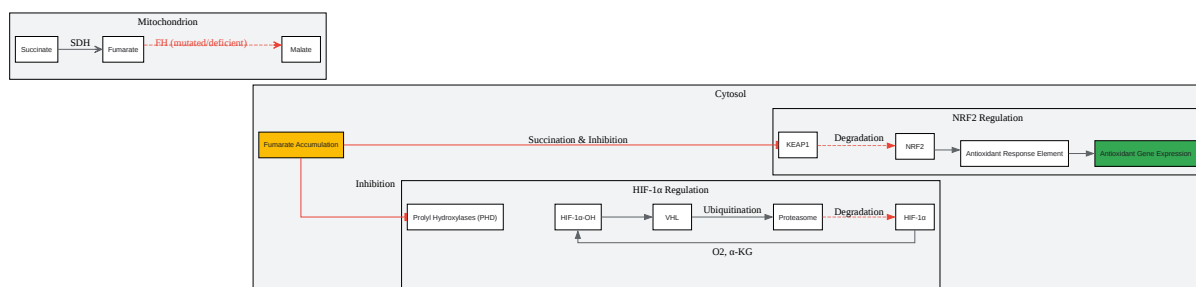 Mitochondrion
Succinate
SDH
Fumarate
FH (mutated/deficient)
Malate
Cytosol
NRF2 Regulation
Fumarate Accumulation
Succination & Inhibition
KEAP1
Degradation
NRF2
Antioxidant Response Element
Antioxidant Gene Expression
Inhibition
HIF-1α Regulation
Prolyl Hydroxylases (PHD)
HIF-1α-OH
VHL
Ubiquitination
Proteasome
Degradation
HIF-1α
O2, α-KG